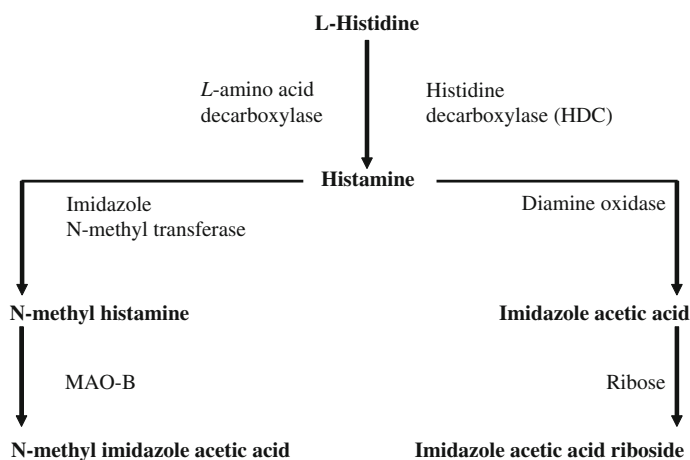 L-Histidine
L-amino acid
decarboxylase
Histidine
decarboxylase (HDC)
Histamine
Imidazole
N-methyl transferase
Diamine oxidase
N-methyl histamine
Imidazole acetic acid
MAO-B
Ribose
N-methyl imidazole acetic acid
Imidazole acetic acid riboside